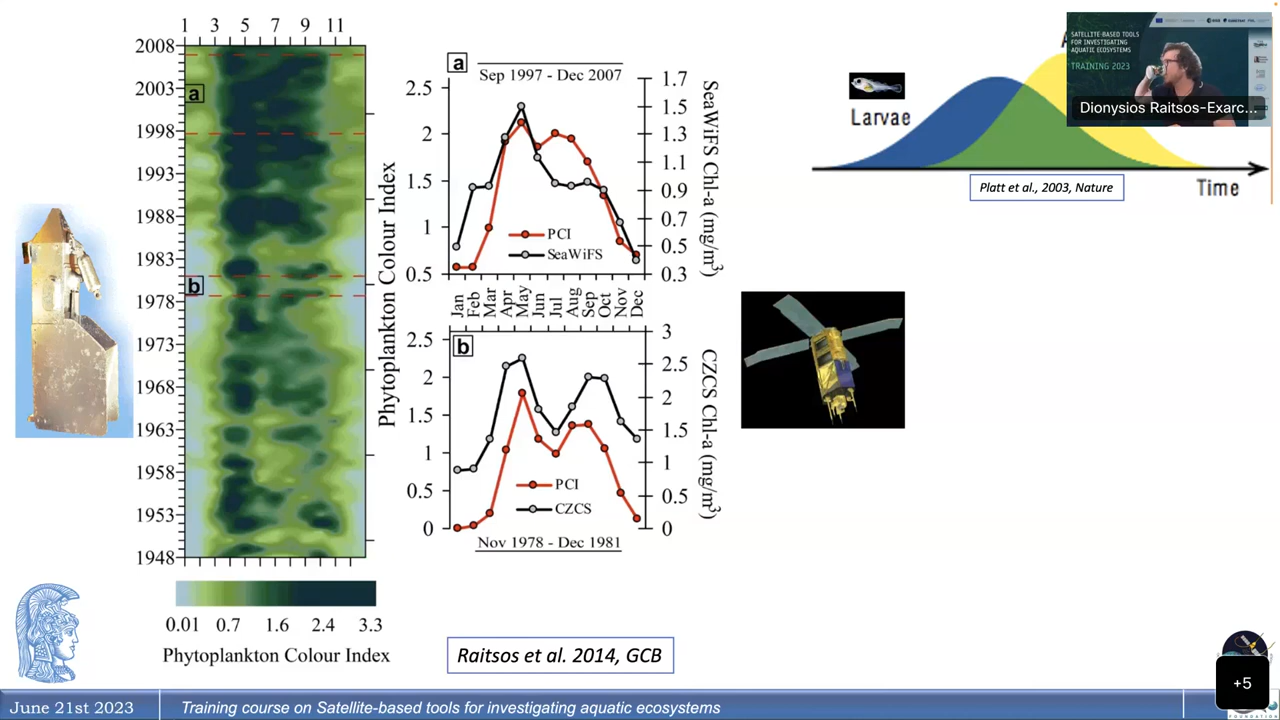 1 3 5 7 9 11
2008
2003
1998
1993
1988
1983
1978
1973
1968
1963
1958
1953
1948
a
b
Phytoplankton Colour Index
0.01 0.7 1.6 2.4 3.3
Phytoplankton Colour Index
a
Sep 1997 - Dec 2007
2.5
2
1.5
1
0.5
1.7
1.5
1.3
1.1
0.9
0.7
0.5
0.3
SeaWiFS Chl-a (mg/m³)
PCI
SeaWiFS
Jan Feb Mar Apr May Jun Jul Aug Sep Oct Nov Dec
b
2.5
2
1.5
1
0.5
0
3
2.5
2
1.5
1
0.5
0
CZCS Chl-a (mg/m³)
PCI
CZCS
Nov 1978 - Dec 1981
Raitsos et al. 2014, GCB
Larvae
Platt et al., 2003, Nature
Time
SATELLITE-BASED TOOLS
FOR INVESTIGATING
AQUATIC ECOSYSTEMS
TRAINING 2023
Dionysios Raitsos-Exarc...
+5
June 21st 2023
Training course on Satellite-based tools for investigating aquatic ecosystems